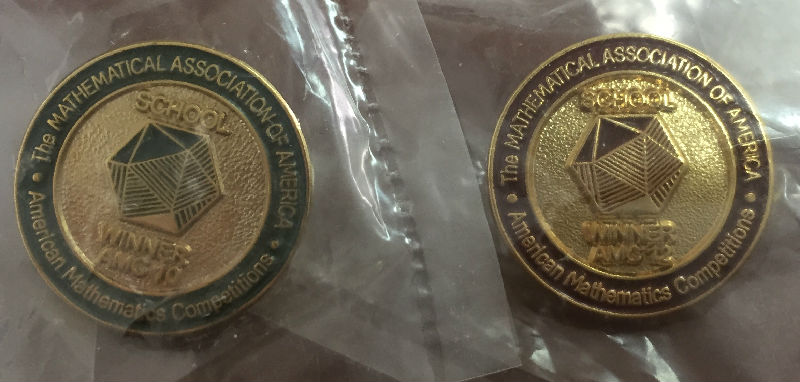 The MATHEMATICAL ASSOCIATION OF AMERICA
SCHOOL
WINNER
AMC 10
American Mathematics Competitions
The MATHEMATICAL ASSOCIATION OF AMERICA
SCHOOL
WINNER
AMC 12
American Mathematics Competitions